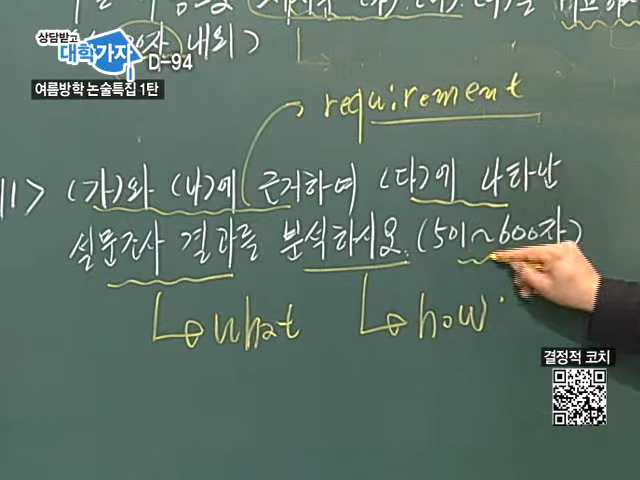 내외>
상담받고
대학가자
D-94
여름방학 논술특집 1탄
requirement
(가)와 (나)에 근거하여 (다)에 나타난
설문조사 결과를 분석하시오. (501~600자)
what
how
결정적 코치